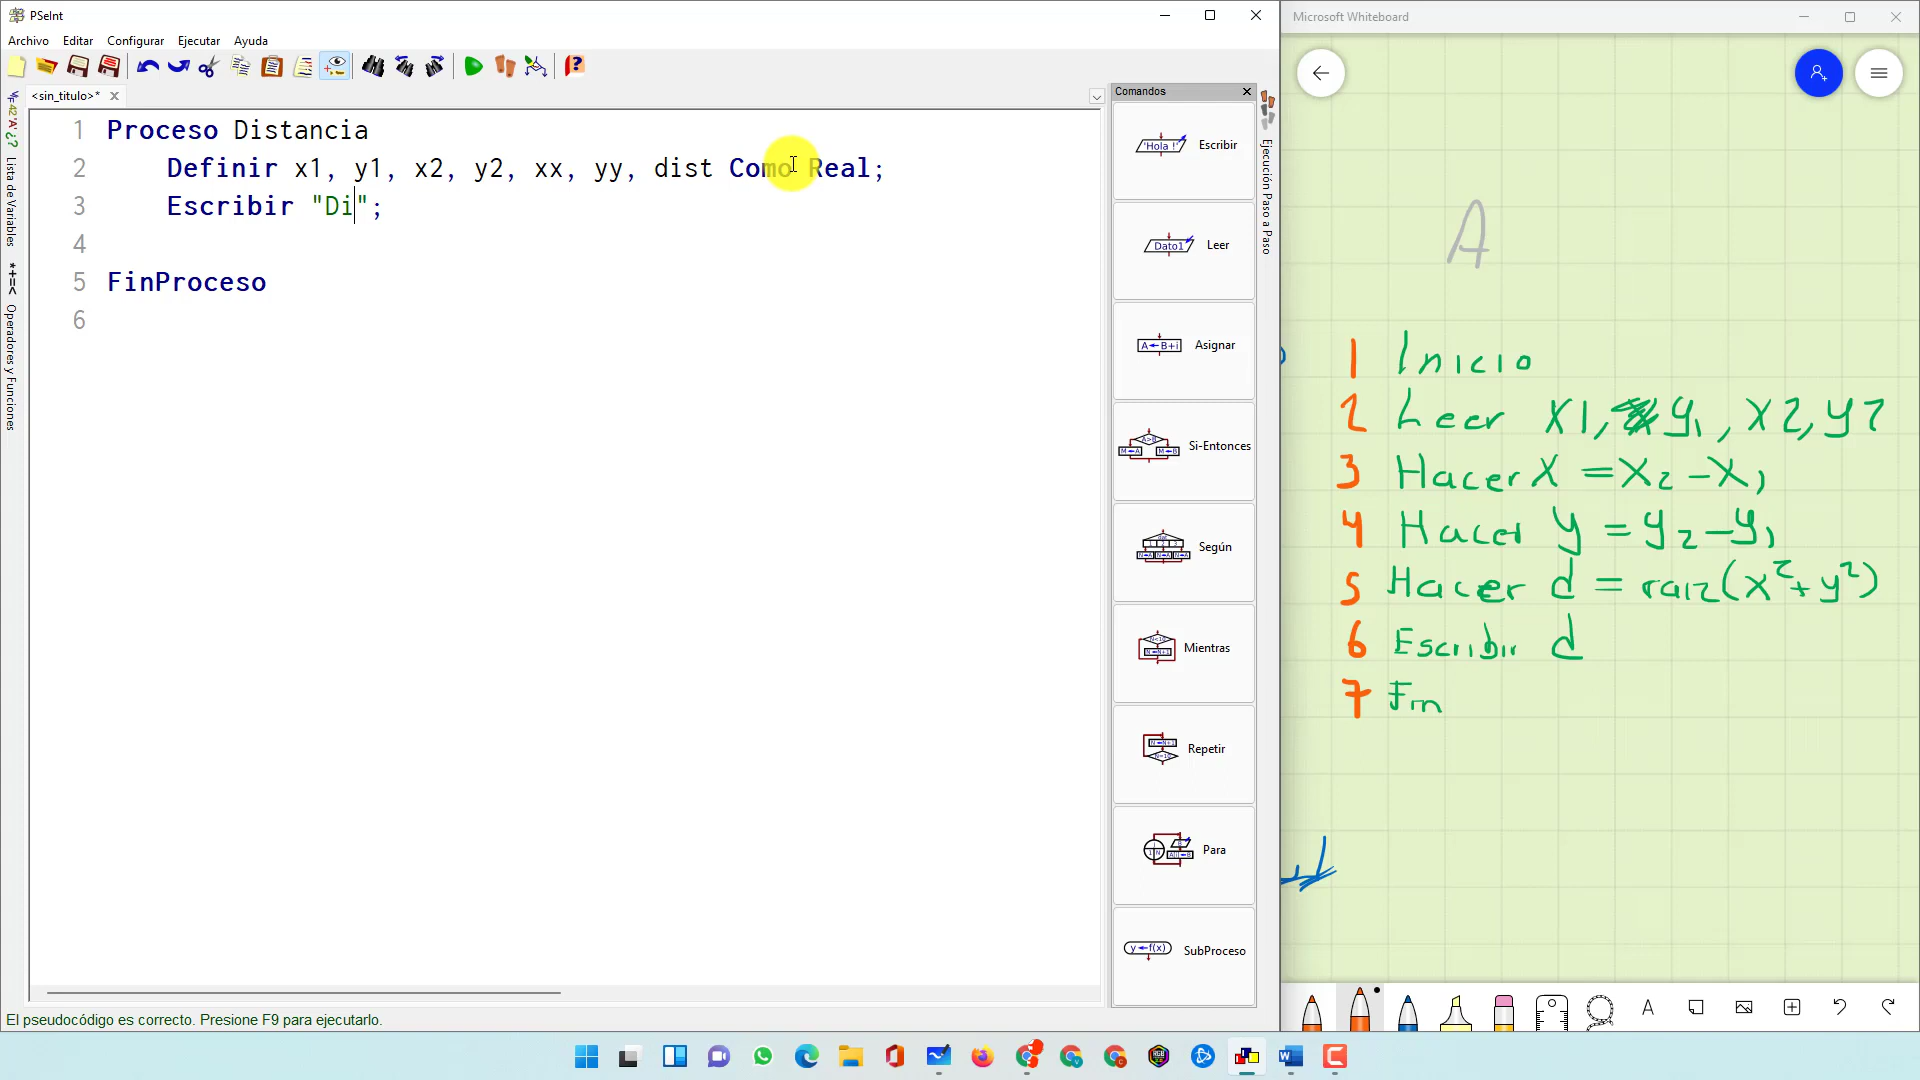 PSeInt
Archivo Editar Configurar Ejecutar Ayuda
<sin_titulo>*
Lista de Variables
*+=< Operadores y Funciones
1 Proceso Distancia
2 Definir x1, y1, x2, y2, xx, yy, dist Como Real;
3 Escribir "Di";
4
5 FinProceso
6
El pseudocódigo es correcto. Presione F9 para ejecutarlo.
Comandos
'Hola !' Escribir
Dato1 Leer
A←B+i Asignar
Si-Entonces
Según
Mientras
Repetir
Para
y←f(x) SubProceso
Ejecución Paso a Paso
Microsoft Whiteboard
A
1 Inicio
2 Leer X1, y1, X2, y2
3 Hacer X = X2 - X1
4 Hacer y = y2 - y1
5 Hacer d = raiz(x² + y²)
6 Escribir d
7 Fin